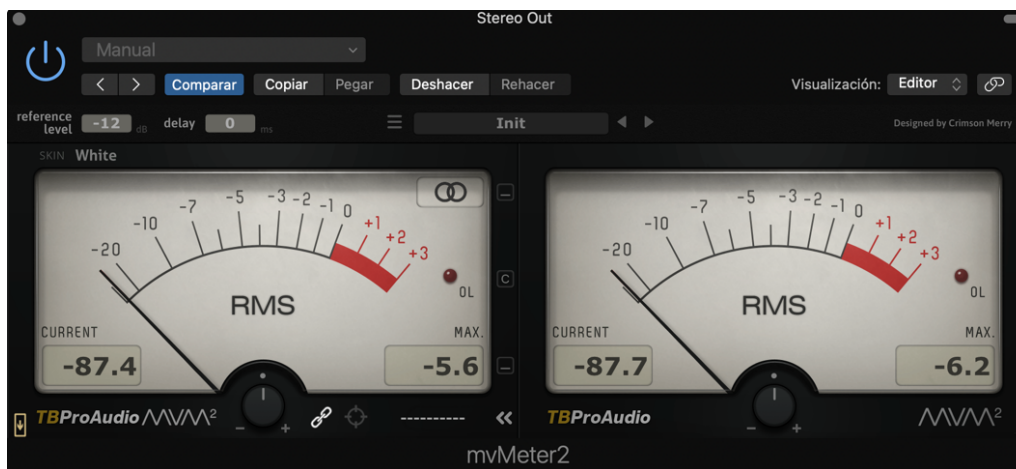 Stereo Out
Manual
Comparar Copiar Pegar Deshacer Rehacer Visualización: Editor
reference level -12 dB delay 0 ms Init Designed by Crimson Merry
SKIN White
-20 -10 -7 -5 -3 -2 -1 0 +1 +2 +3
OL
RMS
CURRENT MAX.
-87.4 -5.6
C
-20 -10 -7 -5 -3 -2 -1 0 +1 +2 +3
OL
RMS
CURRENT MAX.
-87.7 -6.2
TBProAudio MVM2 - + ----------
TBProAudio - + MVM2
mvMeter2